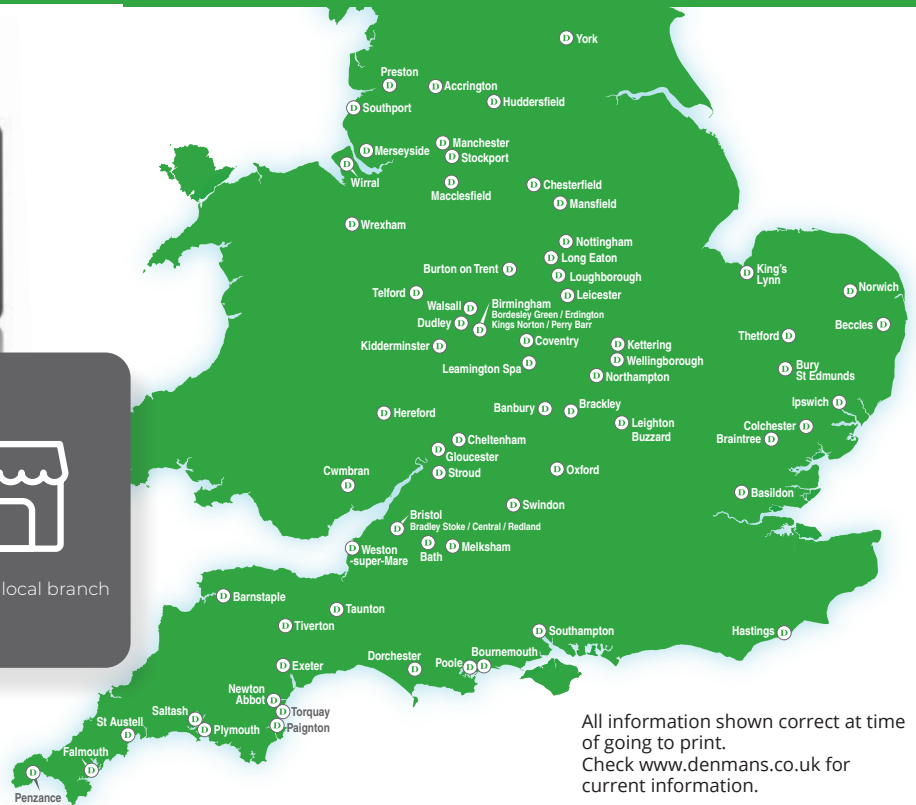 York
Preston
Accrington
Huddersfield
Southport
Manchester
Merseyside
Stockport
Wirral
Macclesfield
Chesterfield
Mansfield
Wrexham
Nottingham
Long Eaton
Burton on Trent
Loughborough
King's
Lynn
Norwich
Telford
Leicester
Walsall
Birmingham
Bordesley Green / Erdington
Kings Norton / Perry Barr
Dudley
Beccles
Thetford
Kidderminster
Coventry
Kettering
Wellingborough
Leamington Spa
Northampton
Bury
St Edmunds
Hereford
Banbury
Brackley
Ipswich
Leighton
Buzzard
Colchester
Braintree
Cheltenham
Gloucester
Stroud
Cwmbran
Oxford
Basildon
Swindon
Bristol
Bradley Stoke / Central / Redland
Weston
-super-Mare
Bath
Melksham
local branch
Barnstaple
Taunton
Tiverton
Southampton
Hastings
Exeter
Dorchester
Poole
Bournemouth
Newton
Abbot
Torquay
Paignton
Saltash
Plymouth
St Austell
Falmouth
Penzance
All information shown correct at time
of going to print.
Check www.denmans.co.uk for
current information.